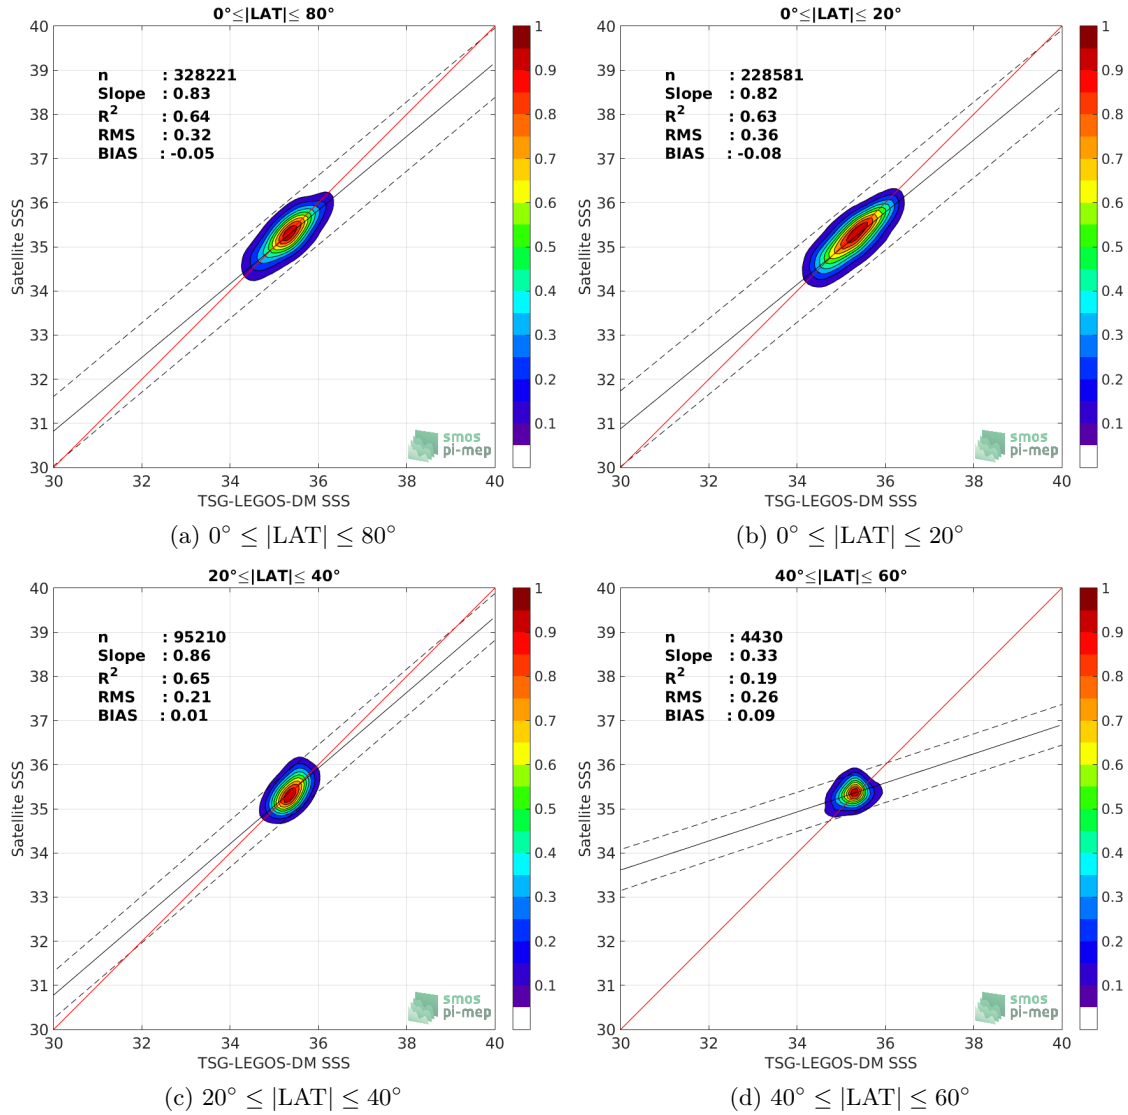 0°≤|LAT|≤ 80°
n : 328221
Slope : 0.83
R² : 0.64
RMS : 0.32
BIAS : -0.05
40
39
38
37
36
35
34
33
32
31
30
30 32 34 36 38 40
Satellite SSS
TSG-LEGOS-DM SSS
1
0.9
0.8
0.7
0.6
0.5
0.4
0.3
0.2
0.1
smos
pi-mep
(a) 0° ≤ |LAT| ≤ 80°
0°≤|LAT|≤ 20°
n : 228581
Slope : 0.82
R² : 0.63
RMS : 0.36
BIAS : -0.08
40
39
38
37
36
35
34
33
32
31
30
30 32 34 36 38 40
Satellite SSS
TSG-LEGOS-DM SSS
1
0.9
0.8
0.7
0.6
0.5
0.4
0.3
0.2
0.1
smos
pi-mep
(b) 0° ≤ |LAT| ≤ 20°
20°≤|LAT|≤ 40°
n : 95210
Slope : 0.86
R² : 0.65
RMS : 0.21
BIAS : 0.01
40
39
38
37
36
35
34
33
32
31
30
30 32 34 36 38 40
Satellite SSS
TSG-LEGOS-DM SSS
1
0.9
0.8
0.7
0.6
0.5
0.4
0.3
0.2
0.1
smos
pi-mep
(c) 20° ≤ |LAT| ≤ 40°
40°≤|LAT|≤ 60°
n : 4430
Slope : 0.33
R² : 0.19
RMS : 0.26
BIAS : 0.09
40
39
38
37
36
35
34
33
32
31
30
30 32 34 36 38 40
Satellite SSS
TSG-LEGOS-DM SSS
1
0.9
0.8
0.7
0.6
0.5
0.4
0.3
0.2
0.1
smos
pi-mep
(d) 40° ≤ |LAT| ≤ 60°